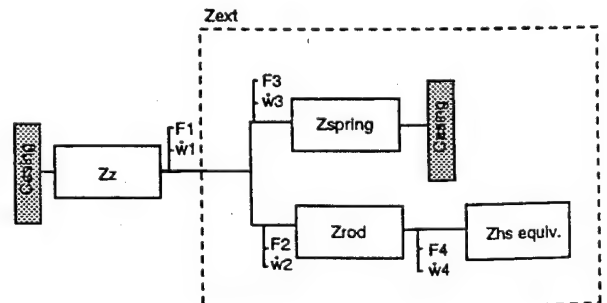 Zext
F3
ẇ3
Zspring
Casing
F1
ẇ1
Casing
Zz
F2
ẇ2
Zrod
F4
ẇ4
Zhs equiv.